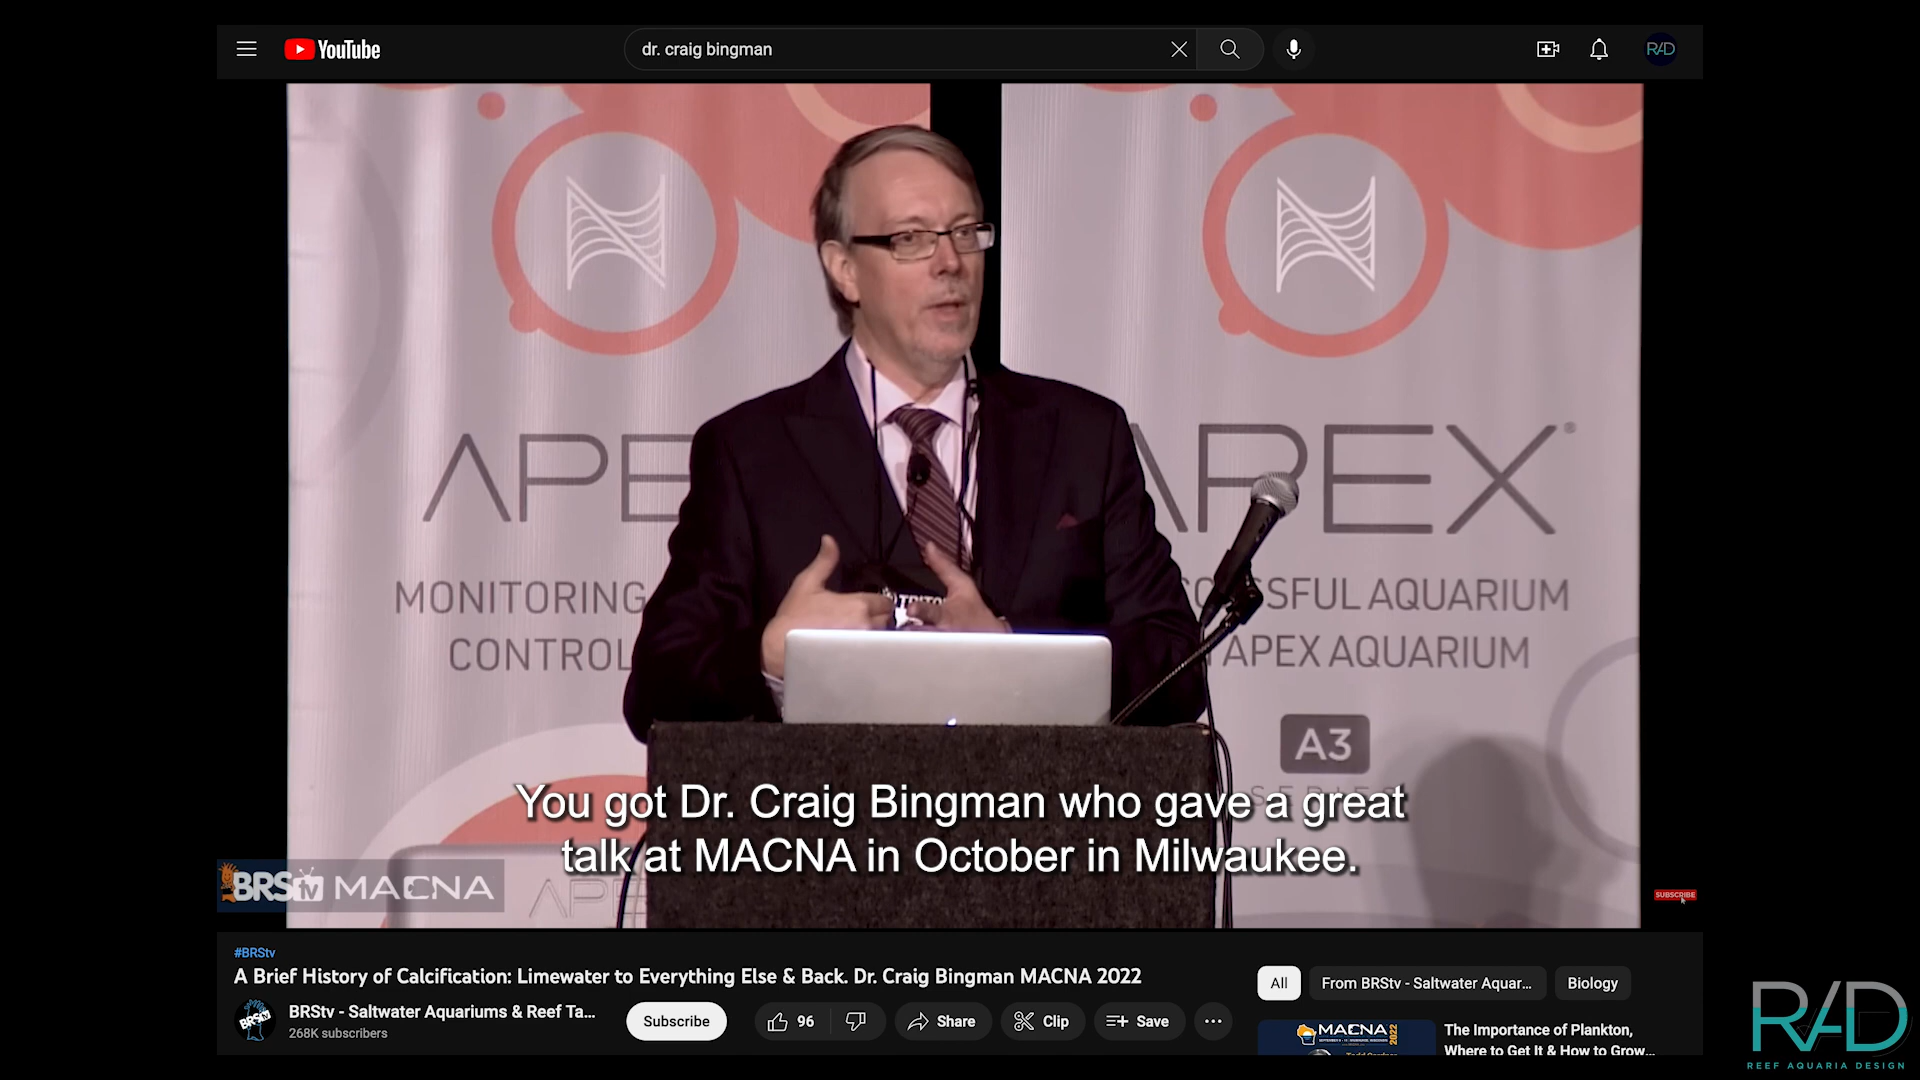 YouTube
dr. craig bingman
RAD
APE
APEX®
MONITORING
CONTROL
SSFUL AQUARIUM
APEX AQUARIUM
A3
TRITO
You got Dr. Craig Bingman who gave a great
talk at MACNA in October in Milwaukee.
BRStv MACNA
APE
SUBSCRIBE
#BRStv
A Brief History of Calcification: Limewater to Everything Else & Back. Dr. Craig Bingman MACNA 2022
BRStv - Saltwater Aquariums & Reef Ta...
268K subscribers
Subscribe
96
Share
Clip
Save
All
From BRStv - Saltwater Aquar...
Biology
MACNA 2022
The Importance of Plankton,
Where to Get It & How to Grow...
RAD
REEF AQUARIA DESIGN